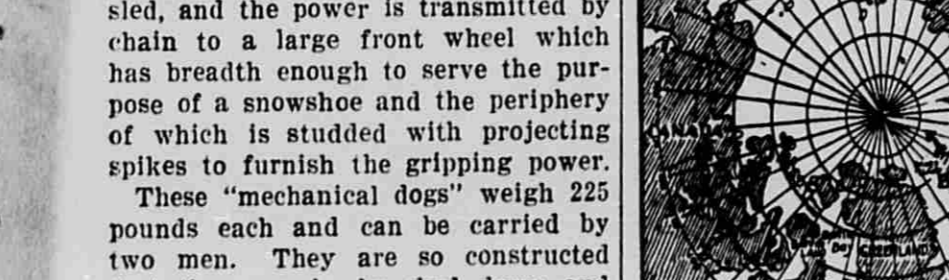 sled, and the power is transmitted by
chain to a large front wheel which
has breadth enough to serve the pur-
pose of a snowshoe and the periphery
of which is studded with projecting
spikes to furnish the gripping power.
These "mechanical dogs" weigh 225
pounds each and can be carried by
two men. They are so constructed
CANADA